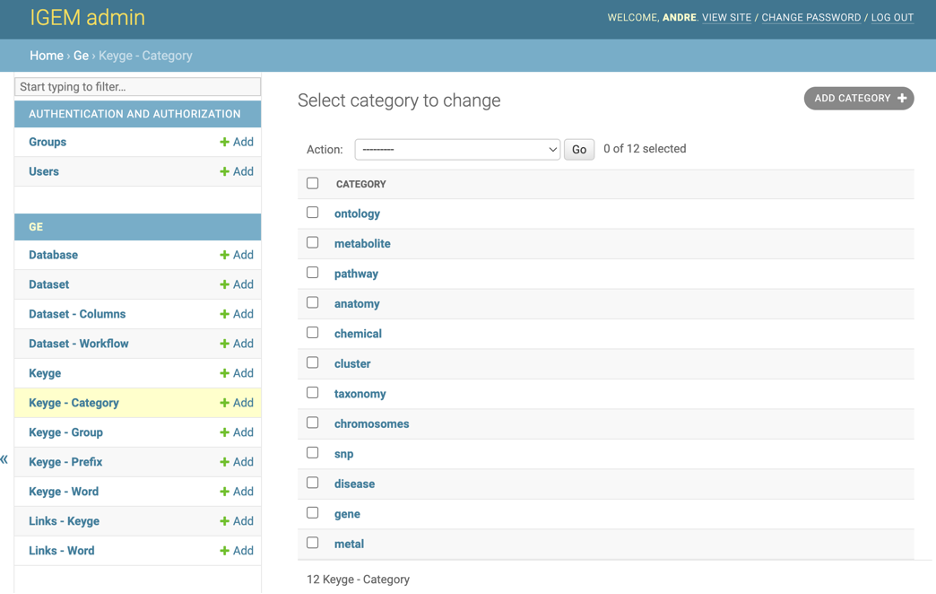 IGEM admin
WELCOME, ANDRE. VIEW SITE / CHANGE PASSWORD / LOG OUT
Home › Ge › Keyge - Category
Start typing to filter...
AUTHENTICATION AND AUTHORIZATION
Groups + Add
Users + Add
GE
Database + Add
Dataset + Add
Dataset - Columns + Add
Dataset - Workflow + Add
Keyge + Add
Keyge - Category + Add
Keyge - Group + Add
Keyge - Prefix + Add
Keyge - Word + Add
Links - Keyge + Add
Links - Word + Add
«
Select category to change
ADD CATEGORY +
Action: --------- Go 0 of 12 selected
CATEGORY
ontology
metabolite
pathway
anatomy
chemical
cluster
taxonomy
chromosomes
snp
disease
gene
metal
12 Keyge - Category